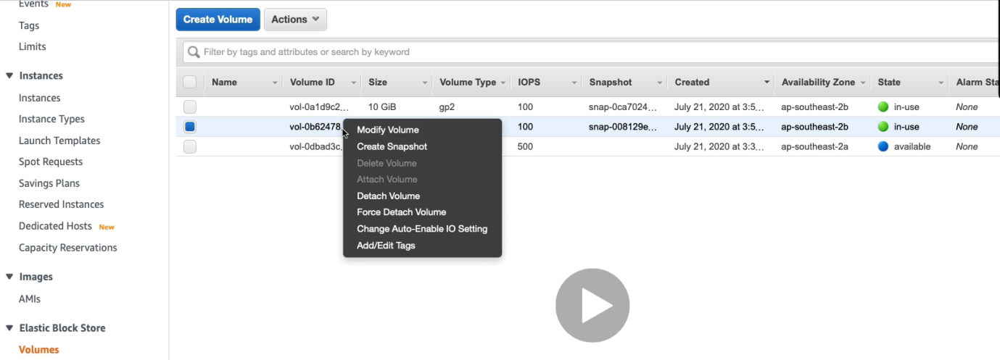 Events New
Tags
Limits
Instances
Instances
Instance Types
Launch Templates
Spot Requests
Savings Plans
Reserved Instances
Dedicated Hosts New
Capacity Reservations
Images
AMIs
Elastic Block Store
Volumes
Create Volume Actions
Filter by tags and attributes or search by keyword
Name Volume ID Size Volume Type IOPS Snapshot Created Availability Zone State Alarm Sta
vol-0a1d9c2... 10 GiB gp2 100 snap-0ca7024... July 21, 2020 at 3:5... ap-southeast-2b in-use None
vol-0b62478 100 snap-008129e... July 21, 2020 at 3:5... ap-southeast-2b in-use None
vol-0dbad3c. 500 July 21, 2020 at 3:3... ap-southeast-2a available None
Modify Volume
Create Snapshot
Delete Volume
Attach Volume
Detach Volume
Force Detach Volume
Change Auto-Enable IO Setting
Add/Edit Tags